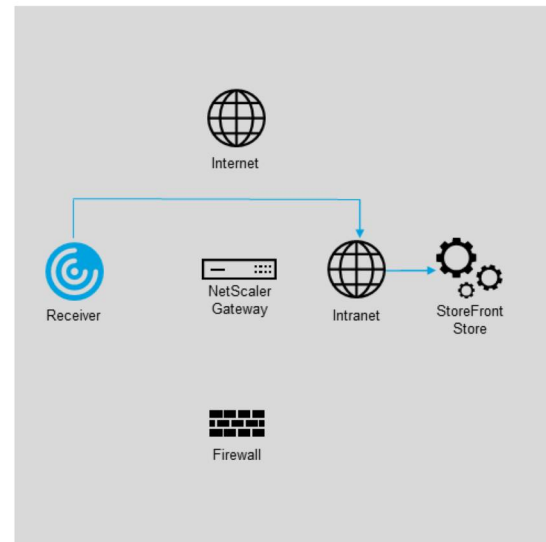 Internet
Receiver
NetScaler
Gateway
Intranet
StoreFront
Store
Firewall